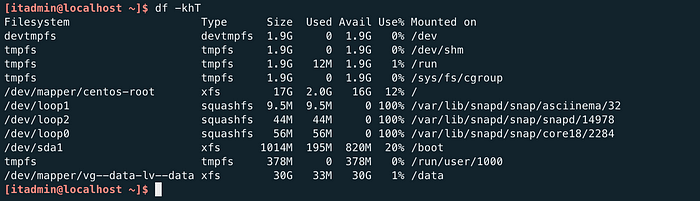 [itadmin@localhost ~]$ df -khT
Filesystem Type Size Used Avail Use% Mounted on
devtmpfs devtmpfs 1.9G 0 1.9G 0% /dev
tmpfs tmpfs 1.9G 0 1.9G 0% /dev/shm
tmpfs tmpfs 1.9G 12M 1.9G 1% /run
tmpfs tmpfs 1.9G 0 1.9G 0% /sys/fs/cgroup
/dev/mapper/centos-root xfs 17G 2.0G 16G 12% /
/dev/loop1 squashfs 9.5M 9.5M 0 100% /var/lib/snapd/snap/asciinema/32
/dev/loop2 squashfs 44M 44M 0 100% /var/lib/snapd/snap/snapd/14978
/dev/loop0 squashfs 56M 56M 0 100% /var/lib/snapd/snap/core18/2284
/dev/sda1 xfs 1014M 195M 820M 20% /boot
tmpfs tmpfs 378M 0 378M 0% /run/user/1000
/dev/mapper/vg--data-lv--data xfs 30G 33M 30G 1% /data
[itadmin@localhost ~]$